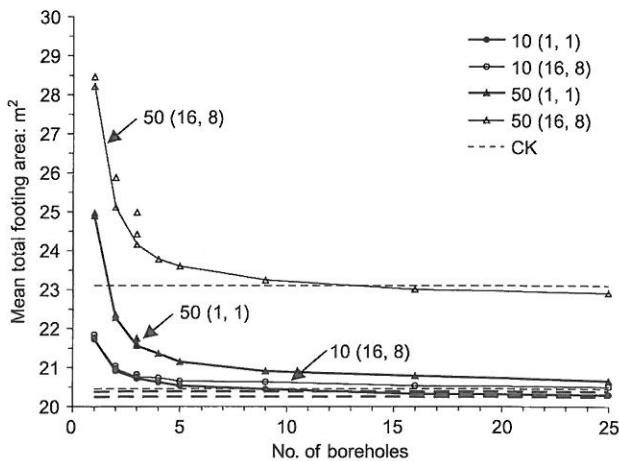 Mean total footing area: m²
30
29
28
27
26
25
24
23
22
21
20
0
5
10
15
20
25
No. of boreholes
10 (1, 1)
10 (16, 8)
50 (1, 1)
50 (16, 8)
CK
50 (16, 8)
50 (1, 1)
10 (16, 8)